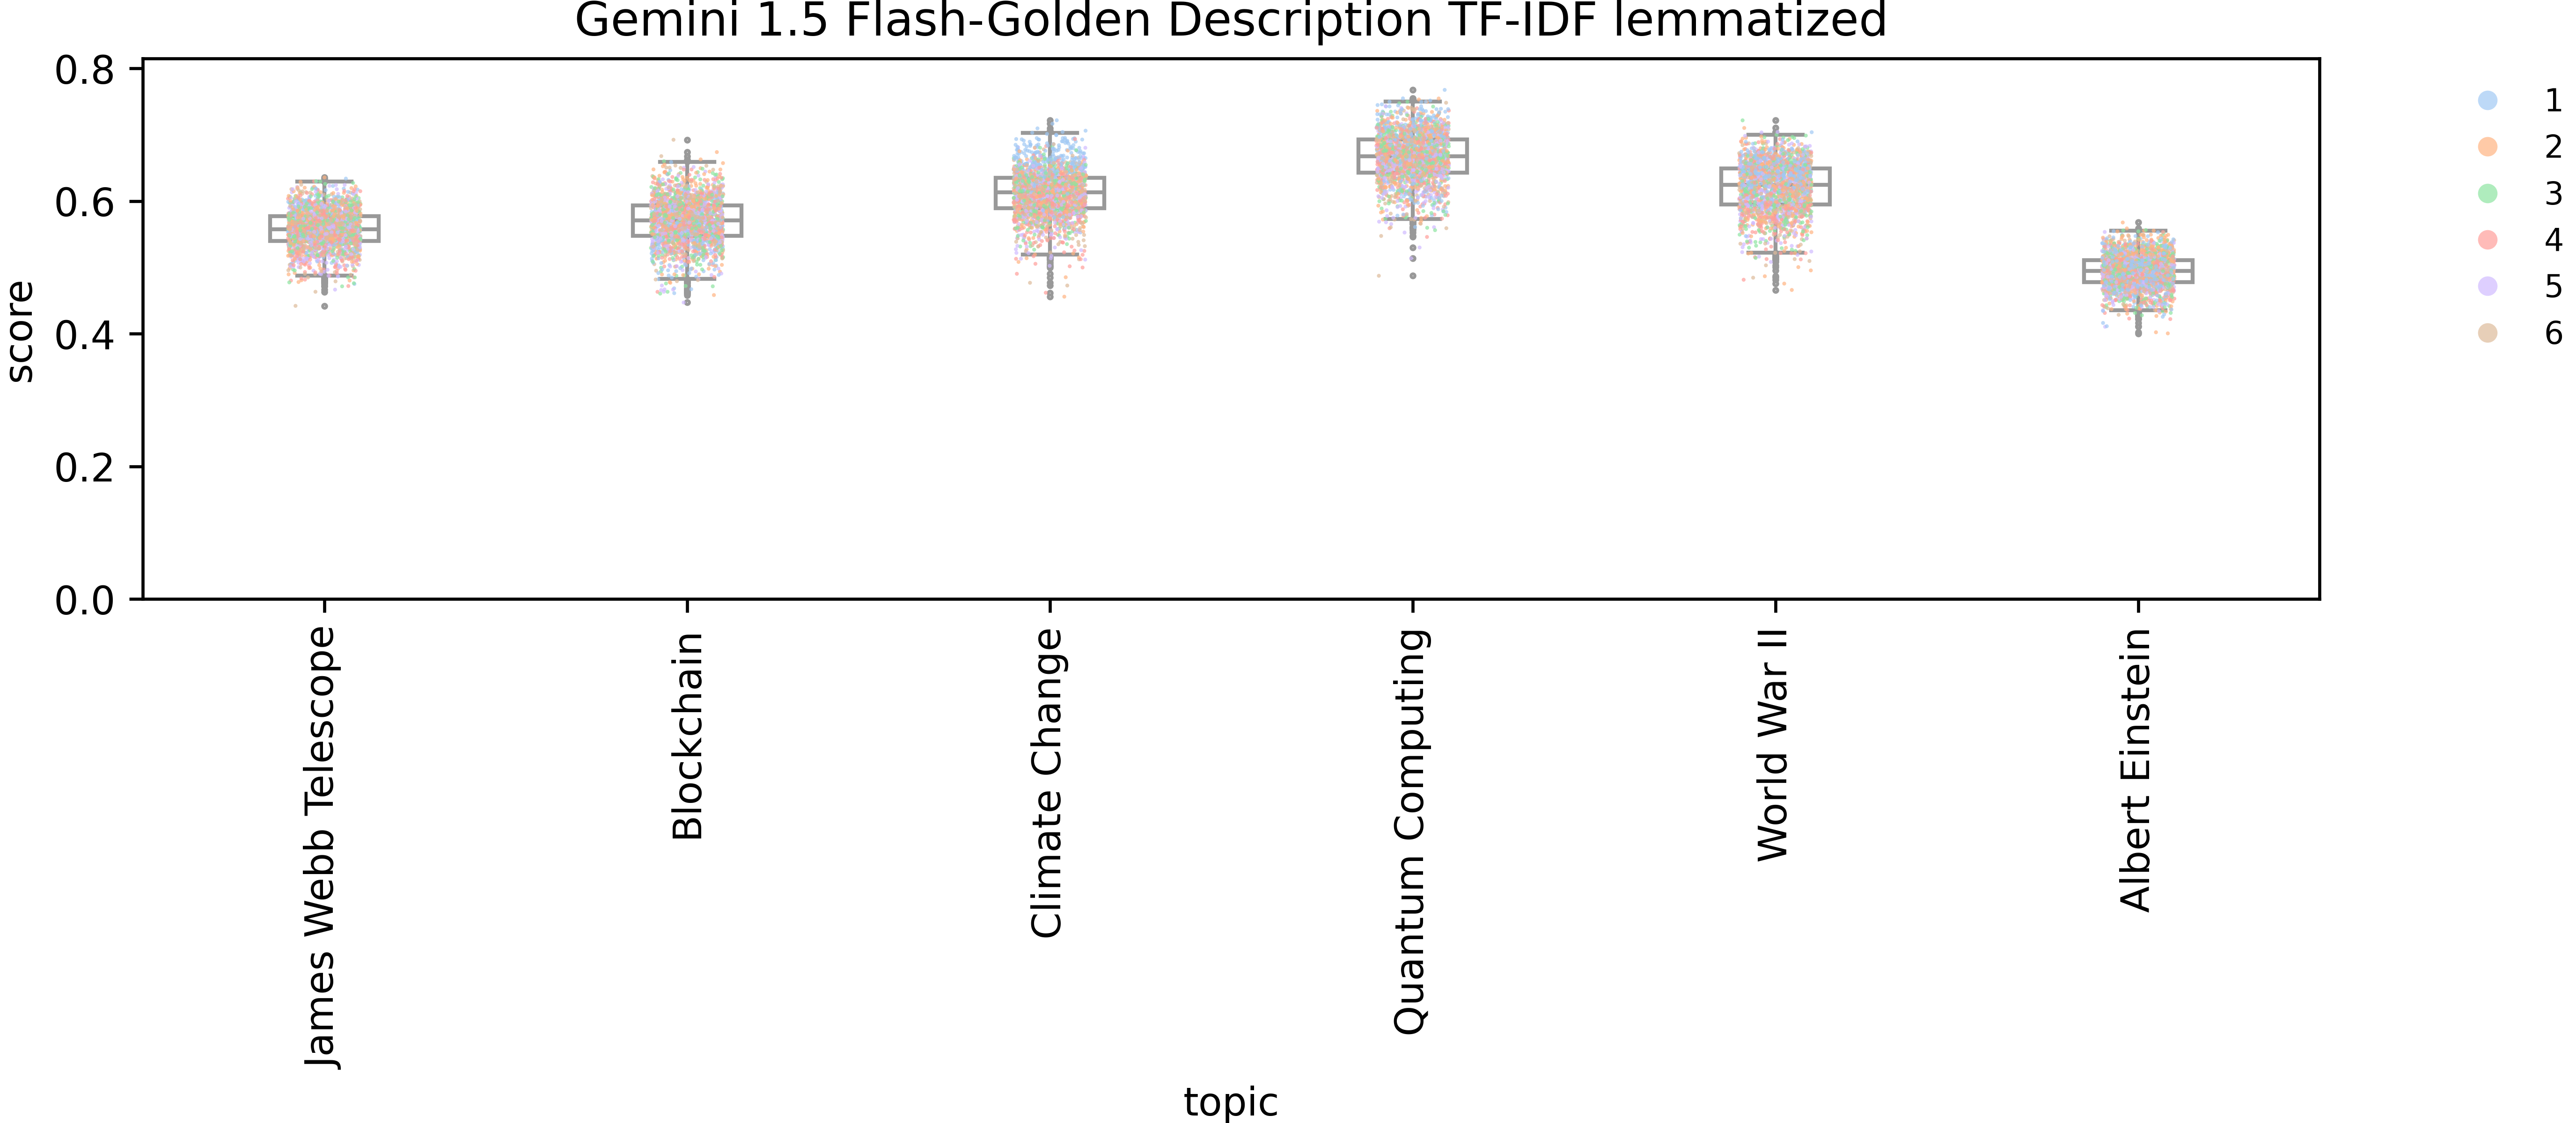 Gemini 1.5 Flash-Golden Description TF-IDF lemmatized
score
0.8
0.6
0.4
0.2
0.0
James Webb Telescope
Blockchain
Climate Change
Quantum Computing
World War II
Albert Einstein
topic
1
2
3
4
5
6